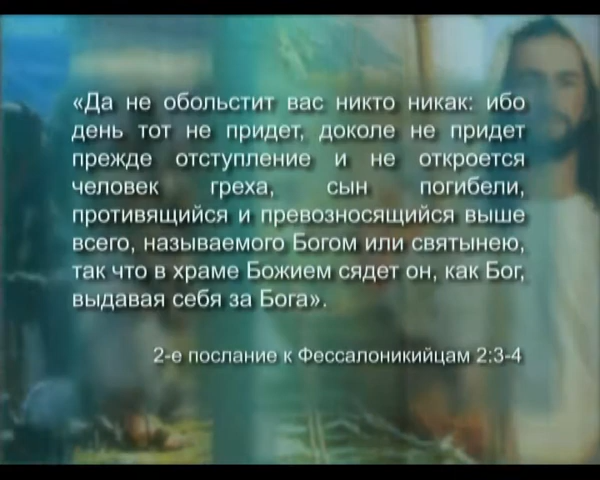 «Да не обольстит вас никто никак: ибо
день тот не придет, доколе не придет
прежде отступление и не откроется
человек греха, сын погибели,
противящийся и превозносящийся выше
всего, называемого Богом или святынею,
так что в храме Божием сядет он, как Бог,
выдавая себя за Бога».
2-е послание к Фессалоникийцам 2:3-4